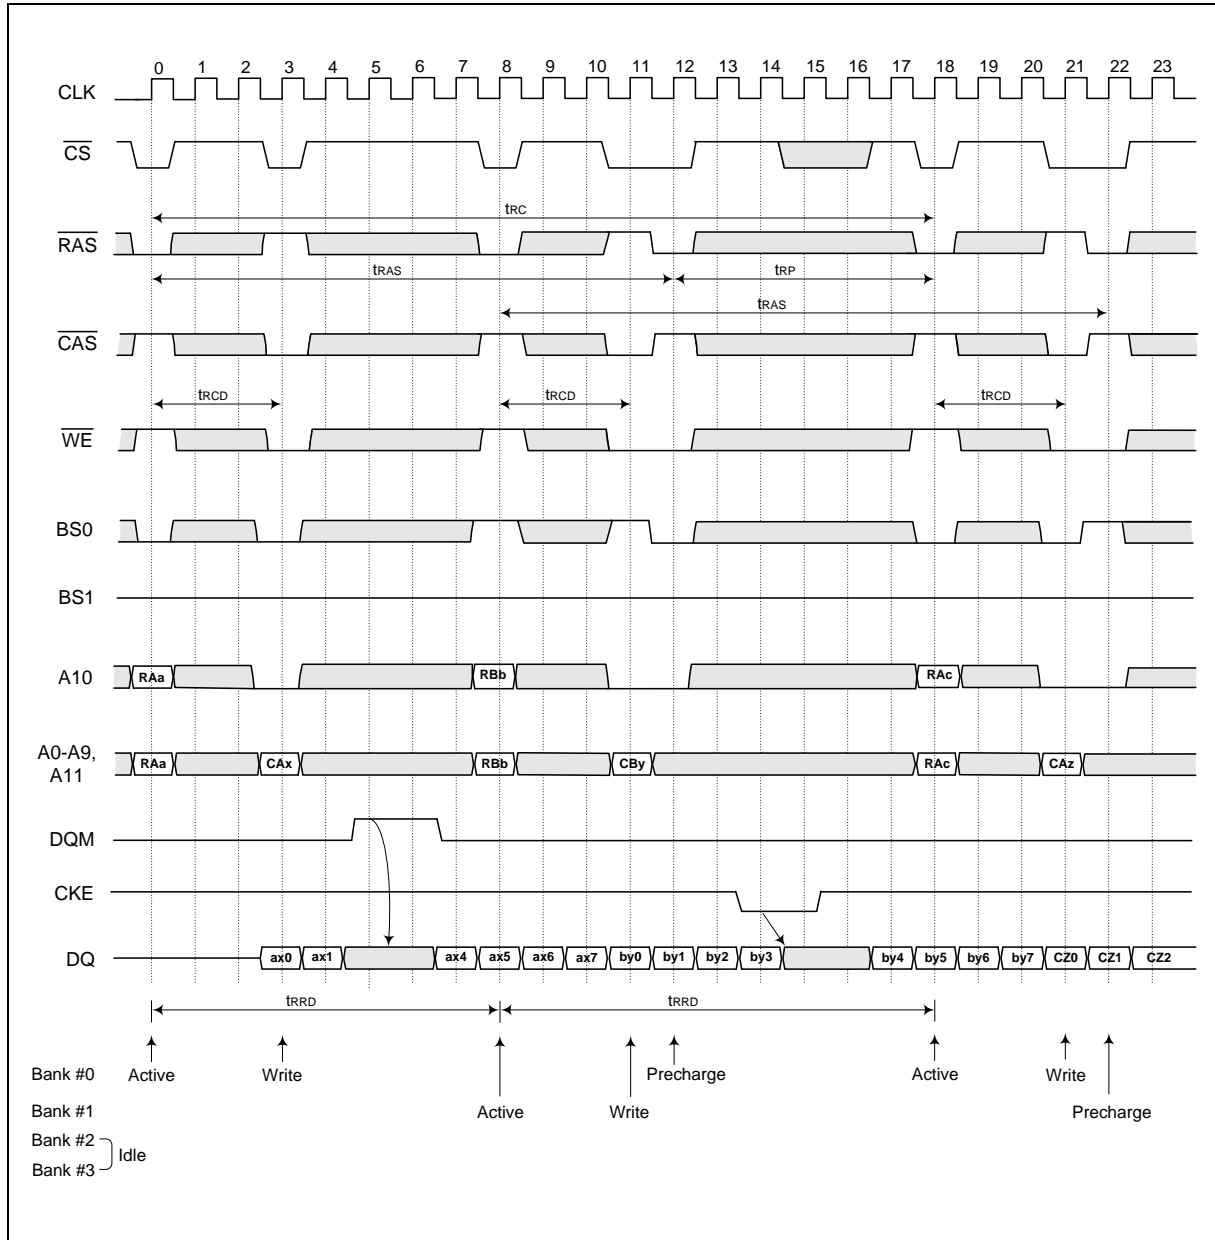 0 1 2 3 4 5 6 7 8 9 10 11 12 13 14 15 16 17 18 19 20 21 22 23
CLK
CS
tRC
RAS
tRAS tRP
tRAS
CAS
tRCD tRCD tRCD
WE
BS0
BS1
A10 RAa RBb RAc
A0-A9,
A11
RAa CAx RBb CBy RAc CAz
DQM
CKE
DQ ax0 ax1 ax4 ax5 ax6 ax7 by0 by1 by2 by3 by4 by5 by6 by7 CZ0 CZ1 CZ2
tRRD tRRD
Bank #0 Active Write Precharge Active Write
Bank #1 Active Write Precharge
Bank #2
Idle
Bank #3